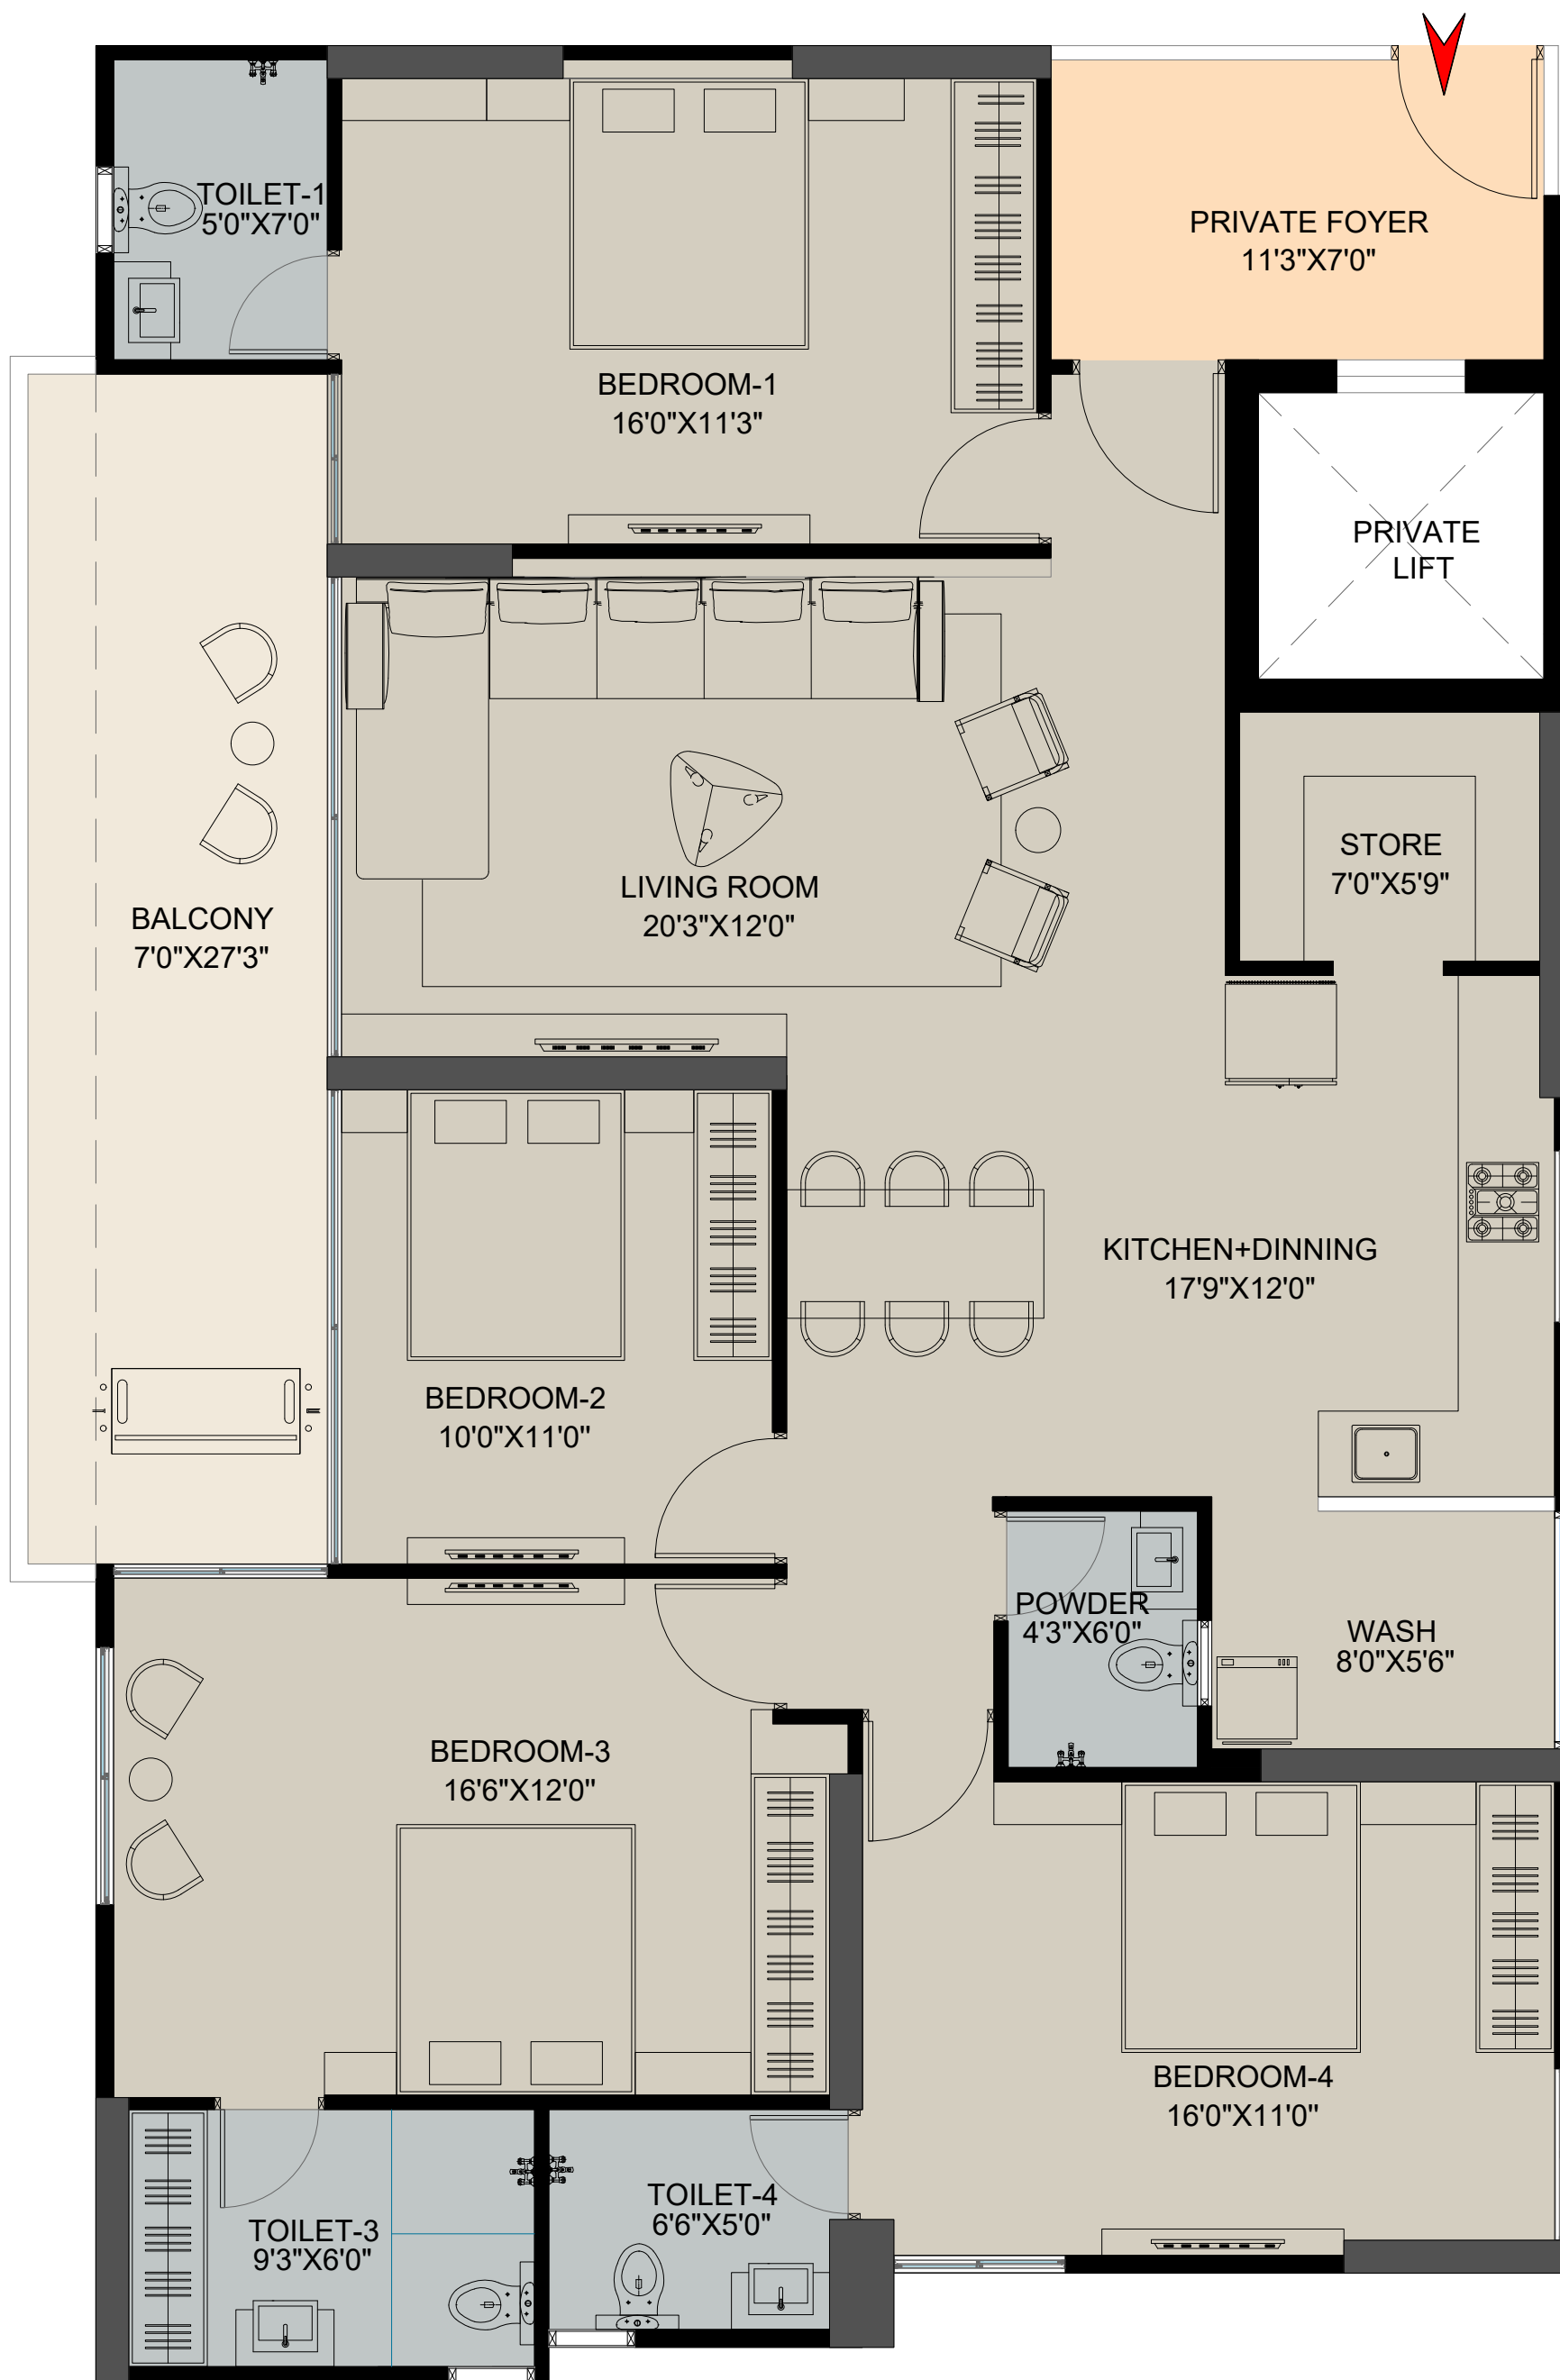 TOILET-1
5'0"X7'0"
PRIVATE FOYER
11'3"X7'0"
BEDROOM-1
16'0"X11'3"
PRIVATE
LIFT
STORE
7'0"X5'9"
LIVING ROOM
20'3"X12'0"
BALCONY
7'0"X27'3"
KITCHEN+DINNING
17'9"X12'0"
BEDROOM-2
10'0"X11'0"
POWDER
4'3"X6'0"
WASH
8'0"X5'6"
BEDROOM-3
16'6"X12'0"
BEDROOM-4
16'0"X11'0"
TOILET-4
6'6"X5'0"
TOILET-3
9'3"X6'0"